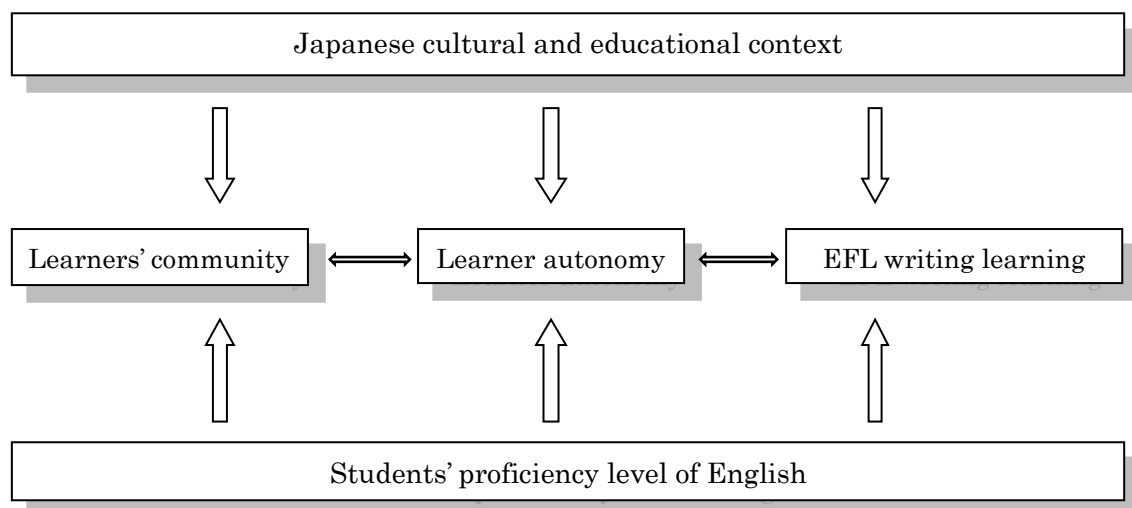 Japanese cultural and educational context
Learners’ community
Learner autonomy
EFL writing learning
Students’ proficiency level of English